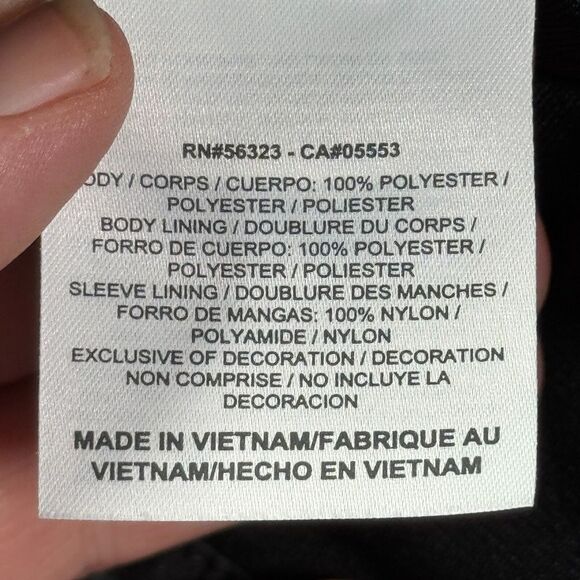 RN#56323 - CA#05553
BODY / CORPS / CUERPO: 100% POLYESTER /
POLYESTER / POLIESTER
BODY LINING / DOUBLURE DU CORPS /
FORRO DE CUERPO: 100% POLYESTER /
POLYESTER / POLIESTER
SLEEVE LINING / DOUBLURE DES MANCHES /
FORRO DE MANGAS: 100% NYLON /
POLYAMIDE / NYLON
EXCLUSIVE OF DECORATION / DECORATION
NON COMPRISE / NO INCLUYE LA
DECORACION
MADE IN VIETNAM/FABRIQUE AU
VIETNAM/HECHO EN VIETNAM